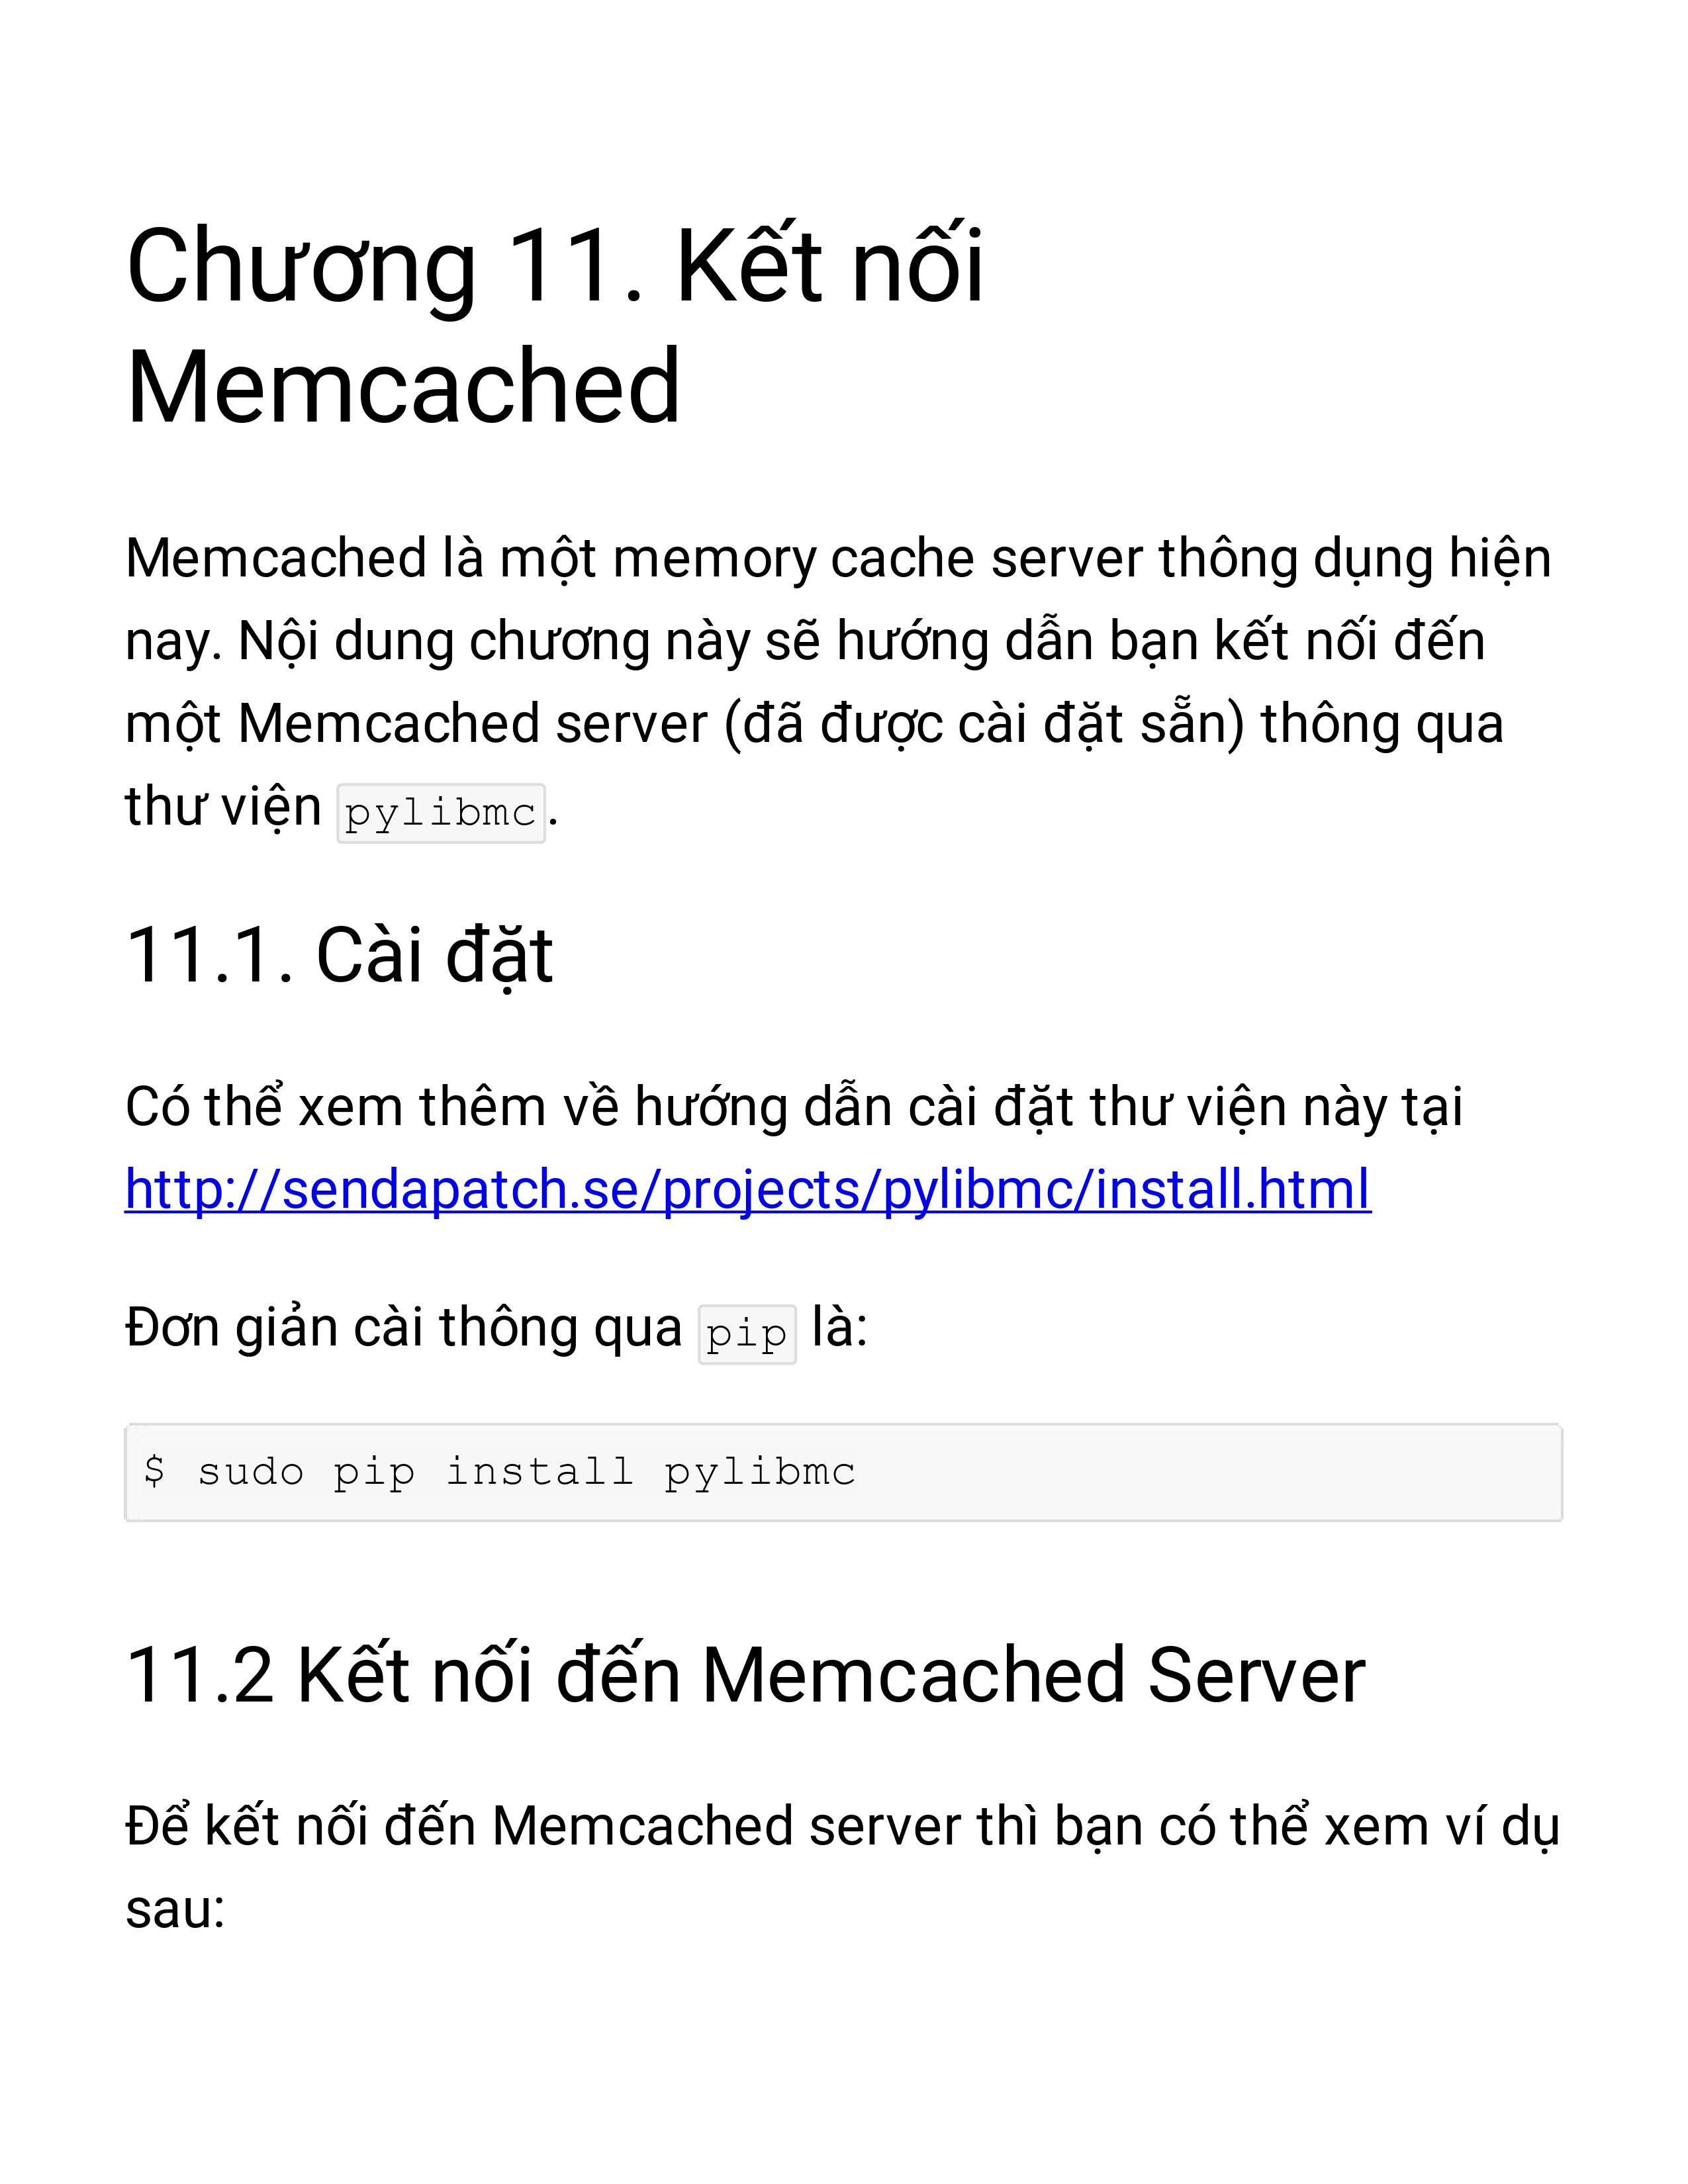 Chương 11. Kết nối
Memcached
Memcached là một memory cache server thông dụng hiện
nay. Nội dung chương này sẽ hướng dẫn bạn kết nối đến
một Memcached server (đã được cài đặt sẵn) thông qua
thư viện pylibmc.
11.1. Cài đặt
Có thể xem thêm về hướng dẫn cài đặt thư viện này tại
http://sendapatch.se/projects/pylibmc/install.html
Đơn giản cài thông qua pip là:
$ sudo pip install pylibmc
11.2 Kết nối đến Memcached Server
Để kết nối đến Memcached server thì bạn có thể xem ví dụ
sau: